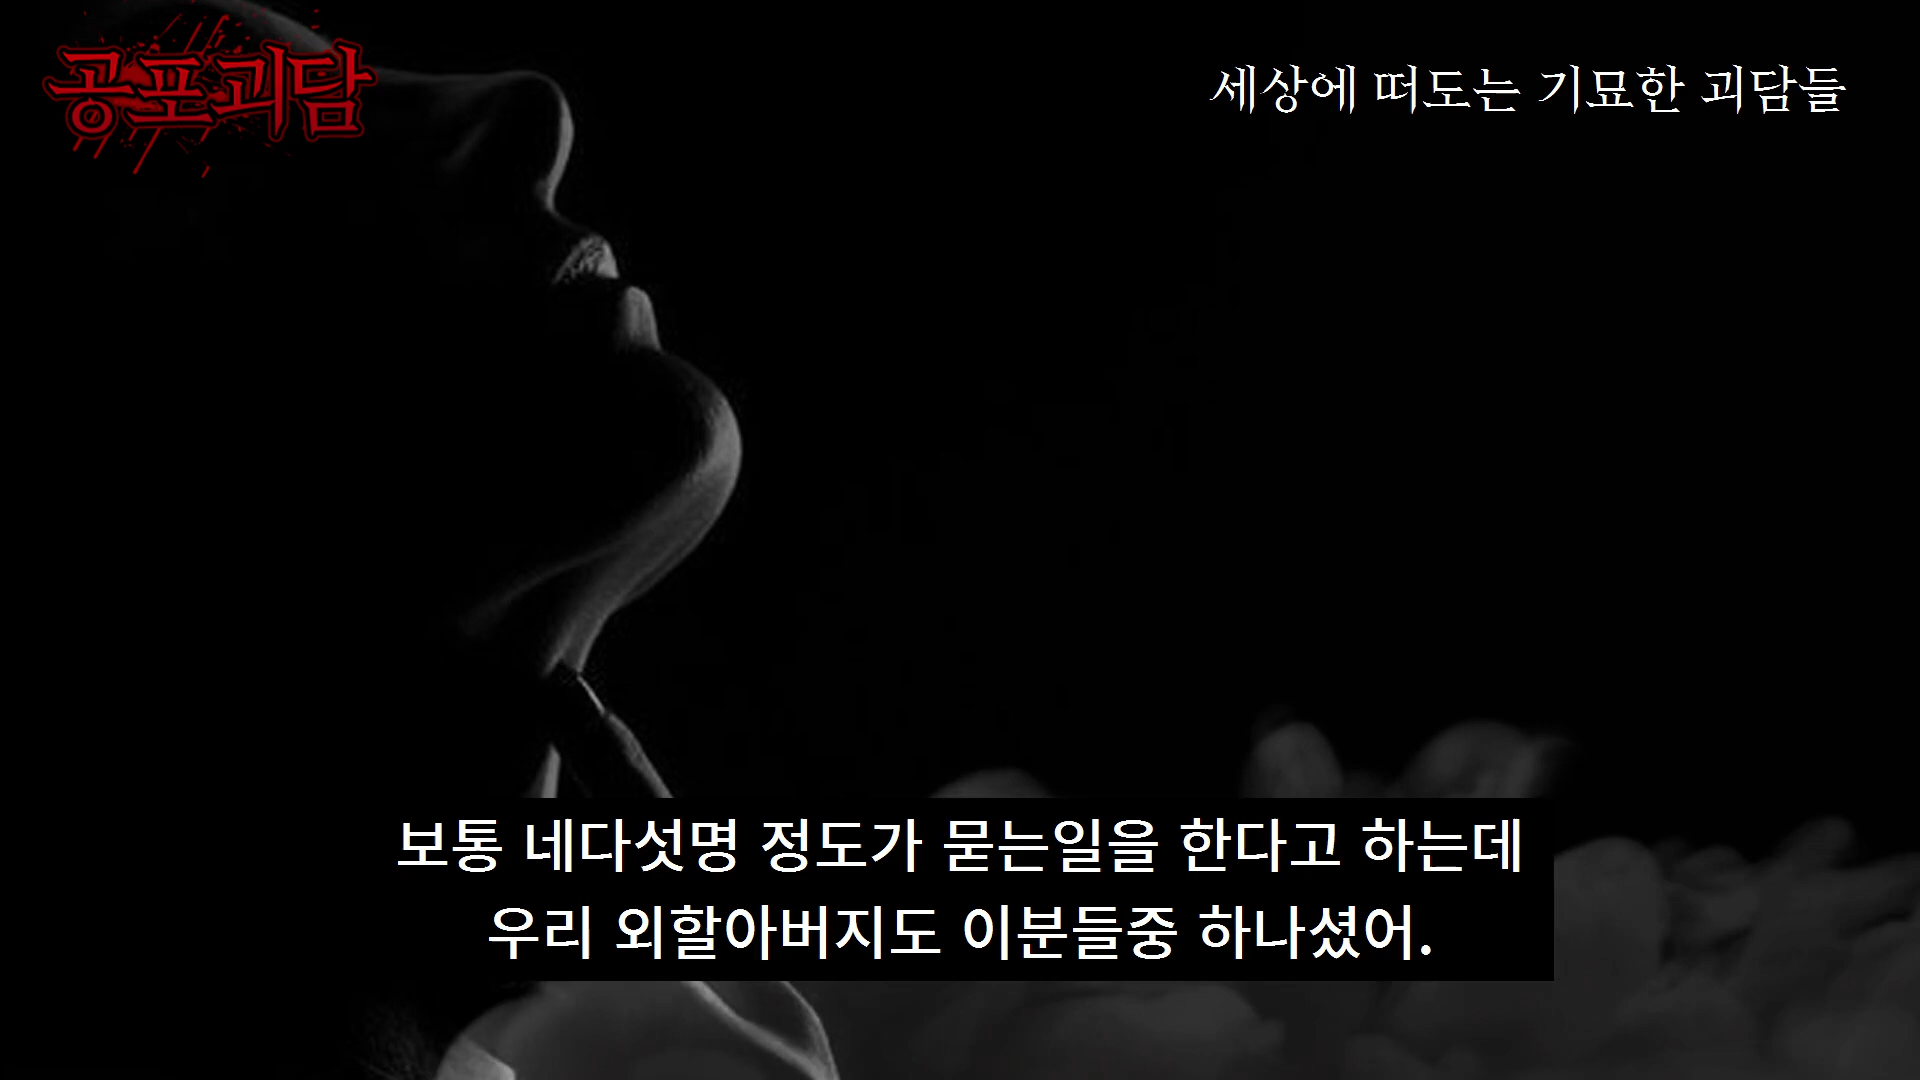 공포괴담
세상에 떠도는 기묘한 괴담들
보통 네다섯명 정도가 묻는일을 한다고 하는데
우리 외할아버지도 이분들중 하나셨어.